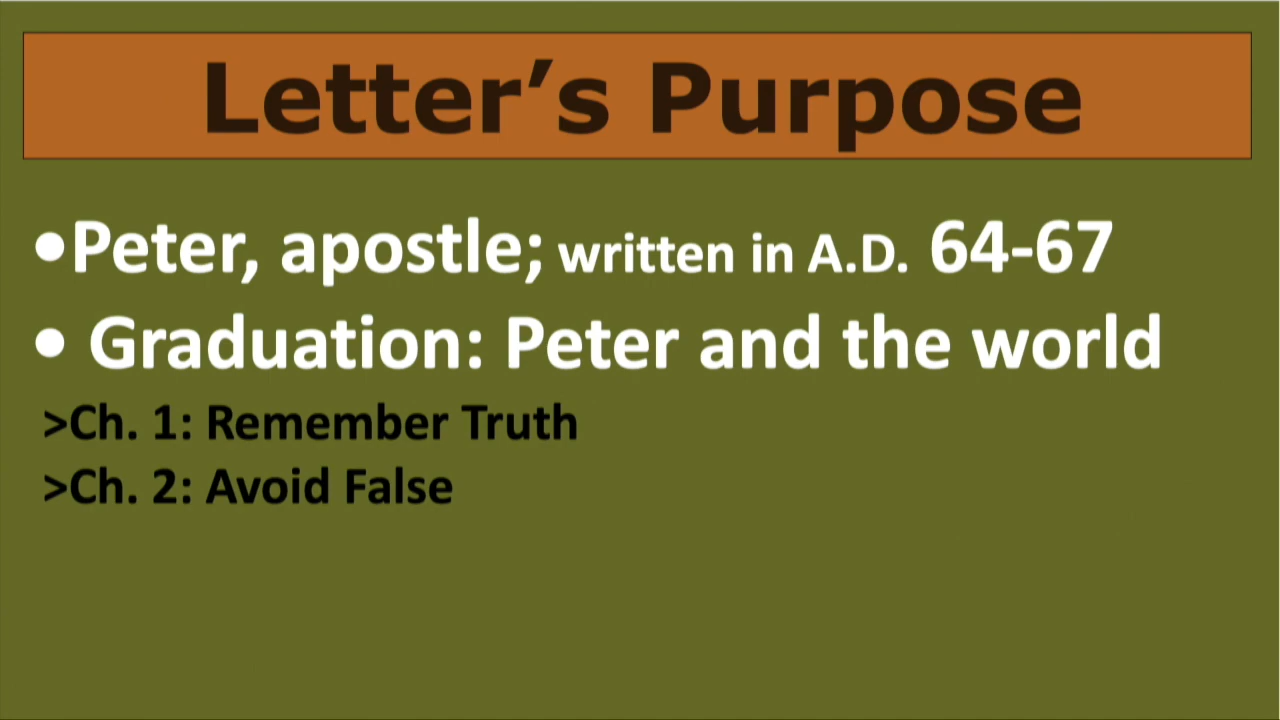 Letter’s Purpose
•Peter, apostle; written in A.D. 64-67
• Graduation: Peter and the world
>Ch. 1: Remember Truth
>Ch. 2: Avoid False